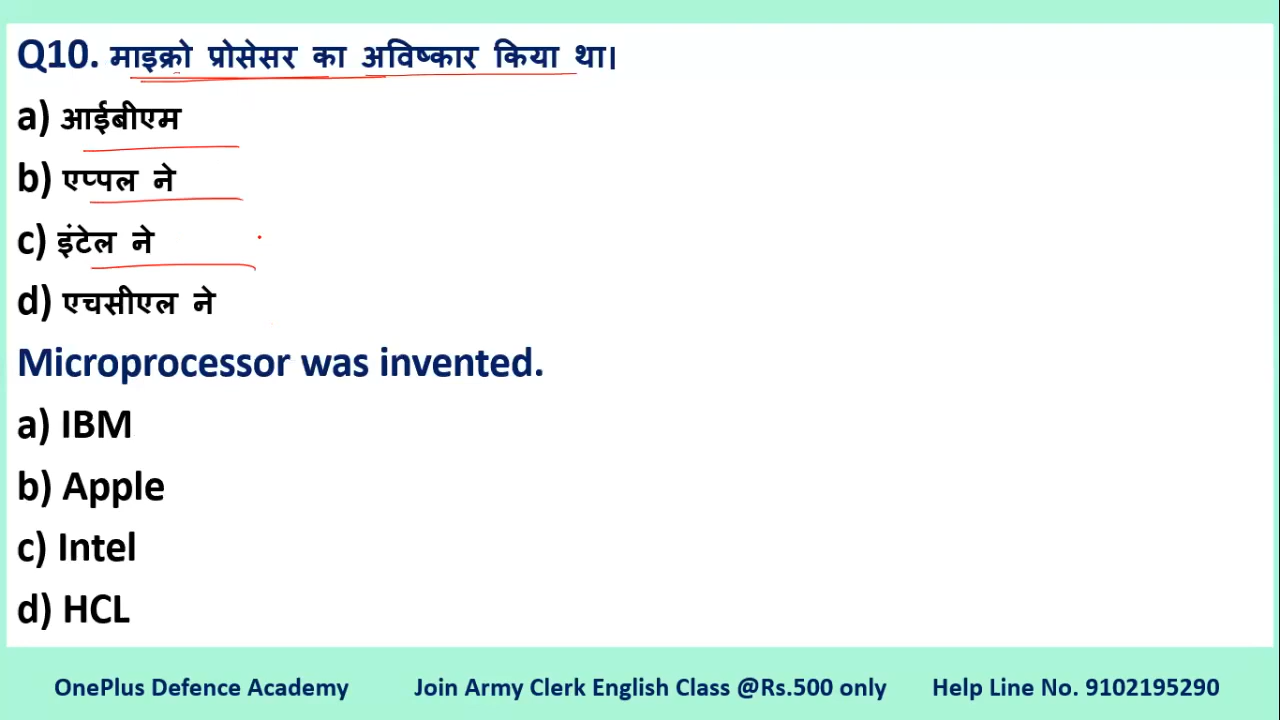 Q10. माइक्रो प्रोसेसर का अविष्कार किया था।
a) आईबीएम
b) एप्पल ने
c) इंटेल ने
d) एचसीएल ने
Microprocessor was invented.
a) IBM
b) Apple
c) Intel
d) HCL
OnePlus Defence Academy Join Army Clerk English Class @Rs.500 only Help Line No. 9102195290